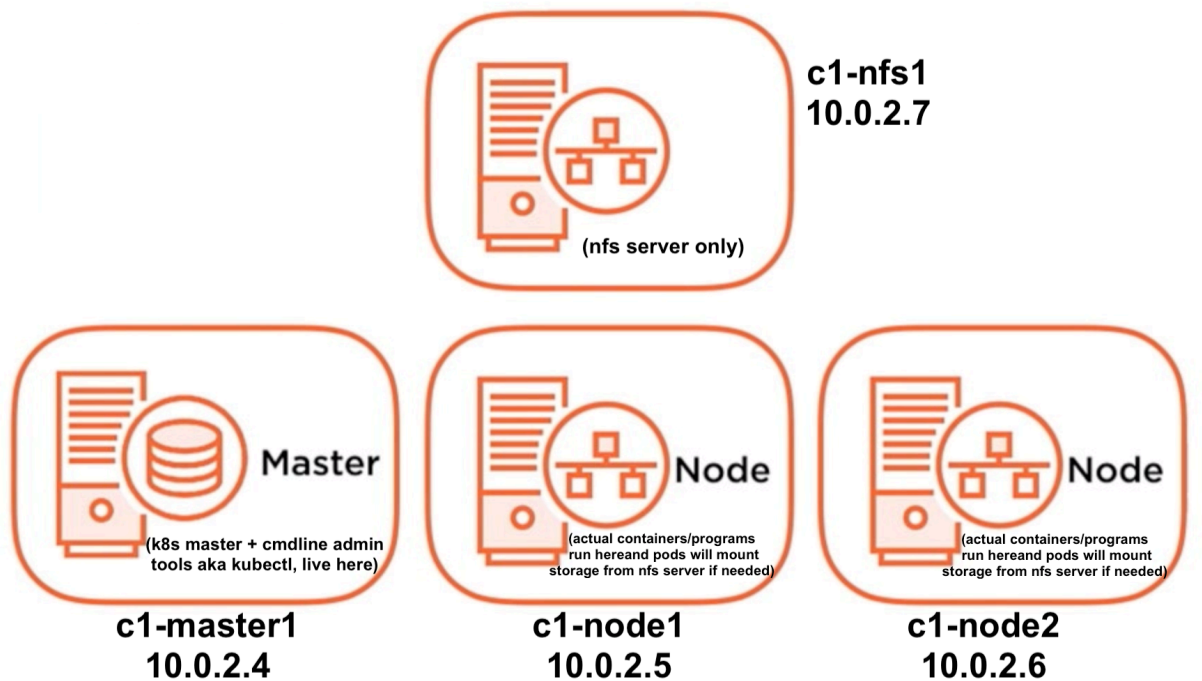 c1-nfs1
10.0.2.7
(nfs server only)
Master
(k8s master + cmdline admin
tools aka kubectl, live here)
c1-master1
10.0.2.4
Node
(actual containers/programs
run hereand pods will mount
storage from nfs server if needed)
c1-node1
10.0.2.5
Node
(actual containers/programs
run hereand pods will mount
storage from nfs server if needed)
c1-node2
10.0.2.6